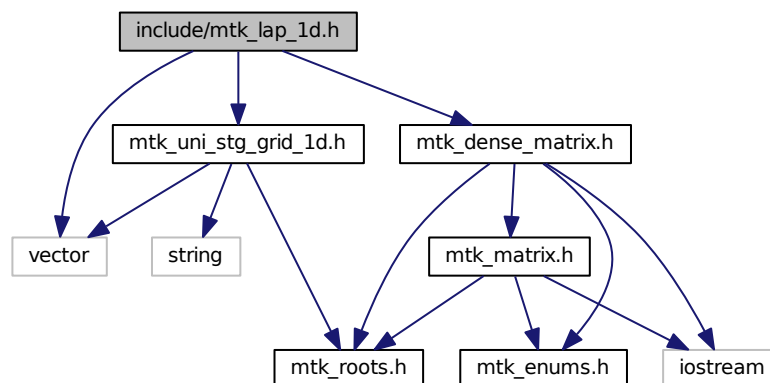 include/mtk_lap_1d.h
mtk_uni_stg_grid_1d.h
mtk_dense_matrix.h
vector
string
mtk_matrix.h
mtk_roots.h
mtk_enums.h
iostream